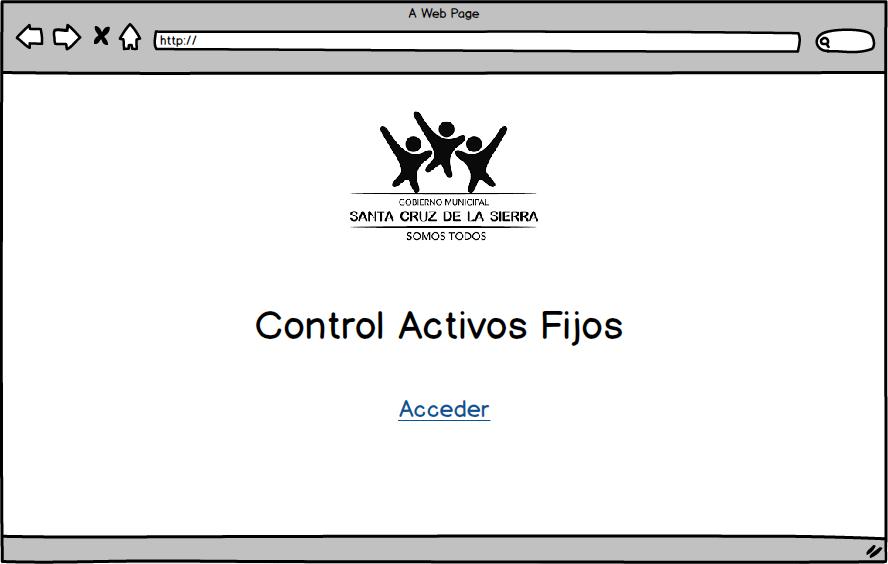 A Web Page
http://
GOBIERNO MUNICIPAL
SANTA CRUZ DE LA SIERRA
SOMOS TODOS
Control Activos Fijos
Acceder